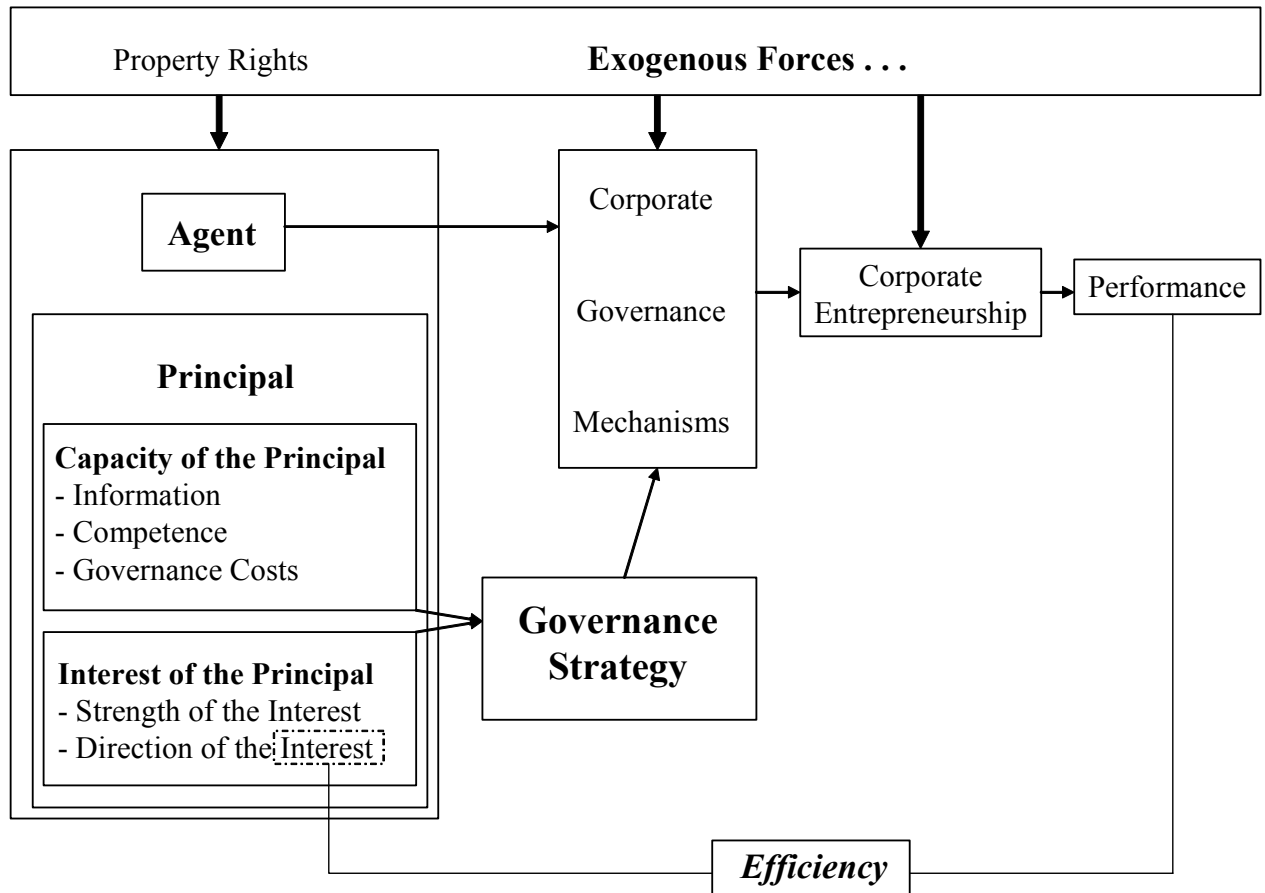 Property Rights
Exogenous Forces . . .
Agent
Corporate
Governance
Mechanisms
Corporate
Entrepreneurship
Performance
Principal
Capacity of the Principal
- Information
- Competence
- Governance Costs
Interest of the Principal
- Strength of the Interest
- Direction of the Interest
Governance
Strategy
Efficiency